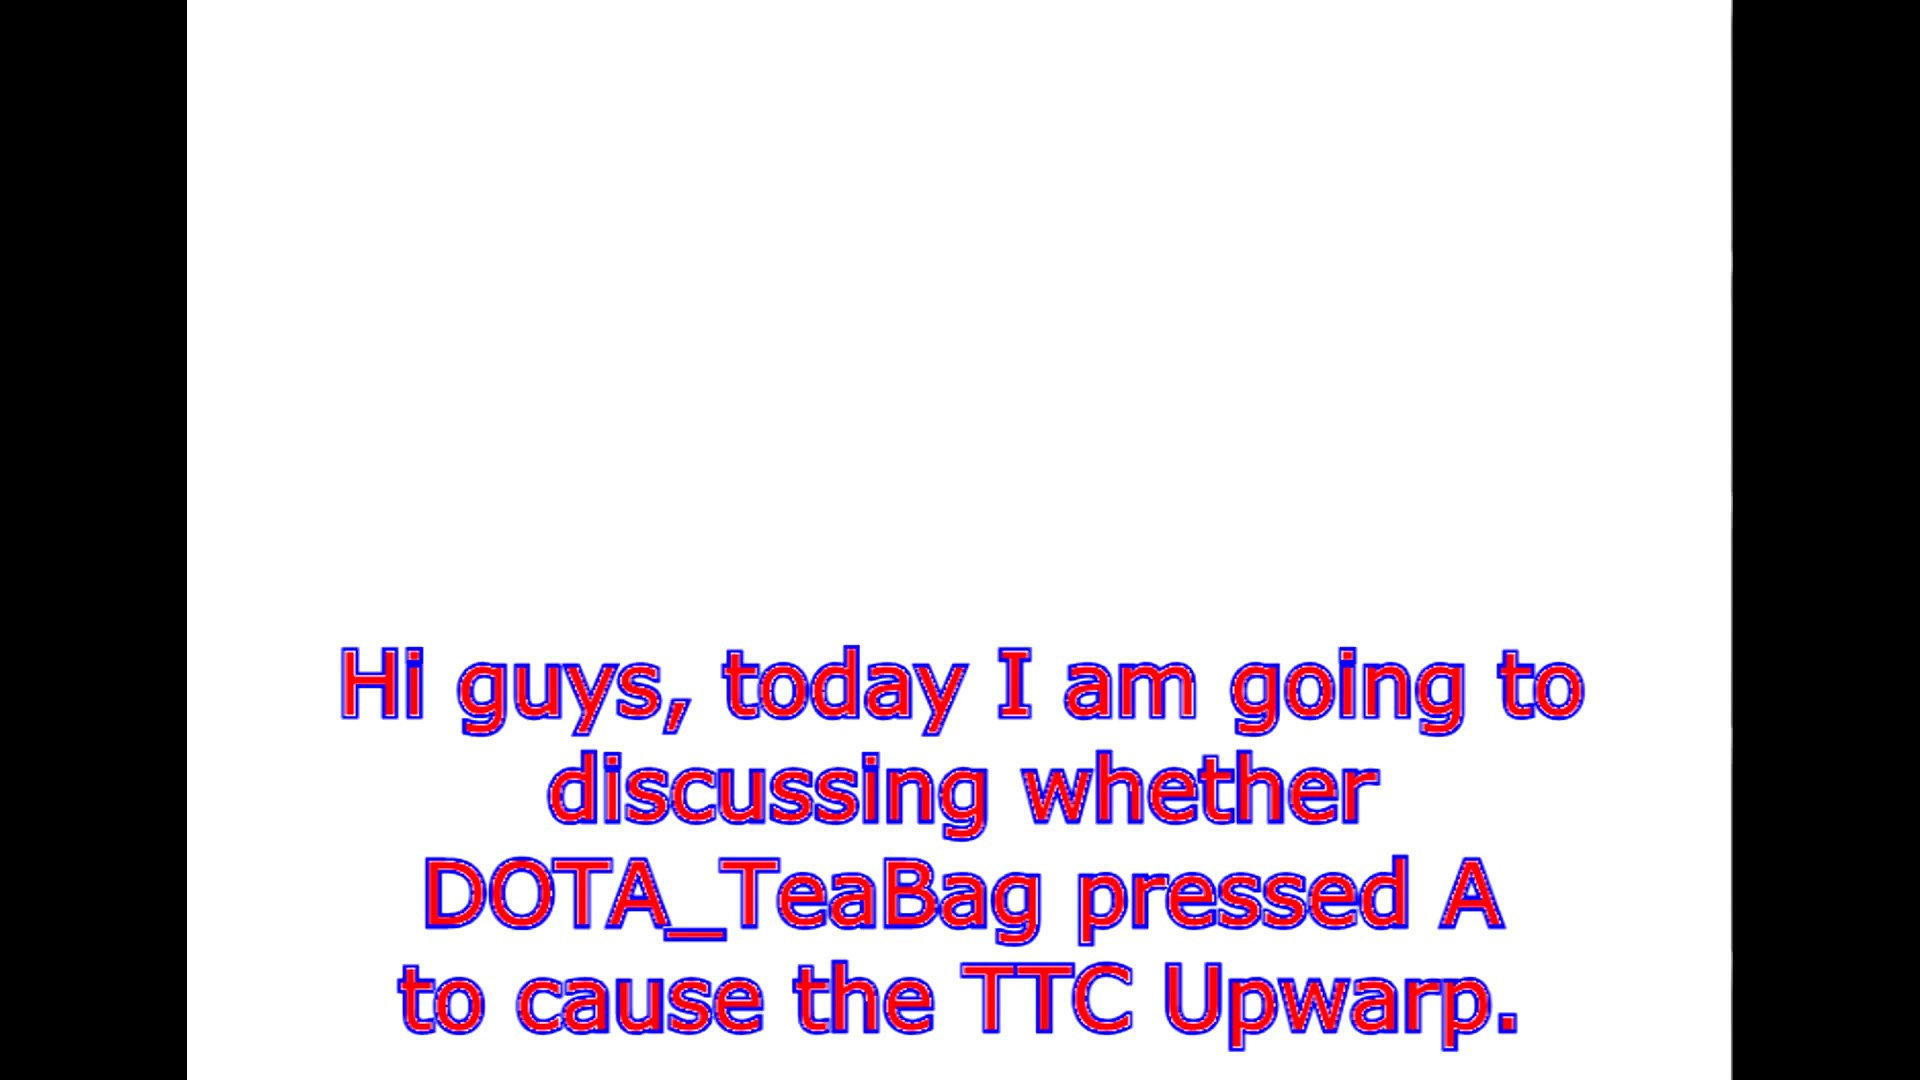 Hi guys, today I am going to
discussing whether
DOTA_TeaBag pressed A
to cause the TTC Upwarp.